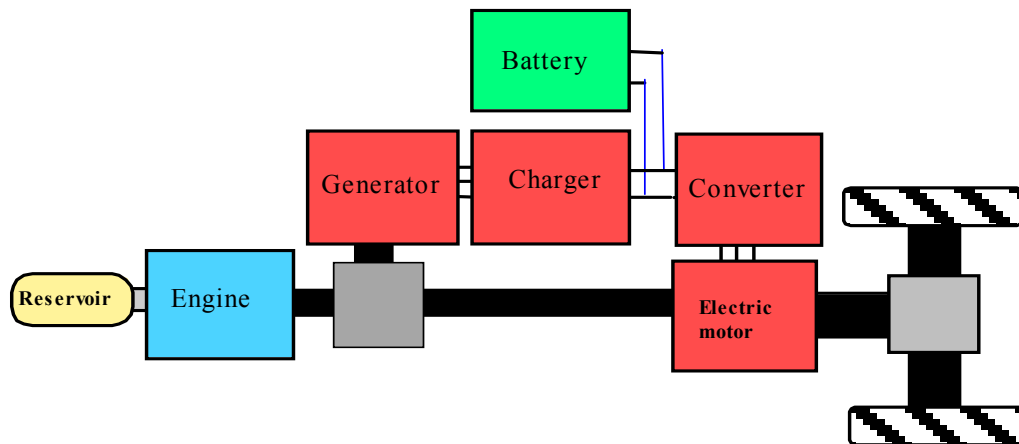 Battery
Generator
Charger
Converter
Reservoir
Engine
Electric
motor